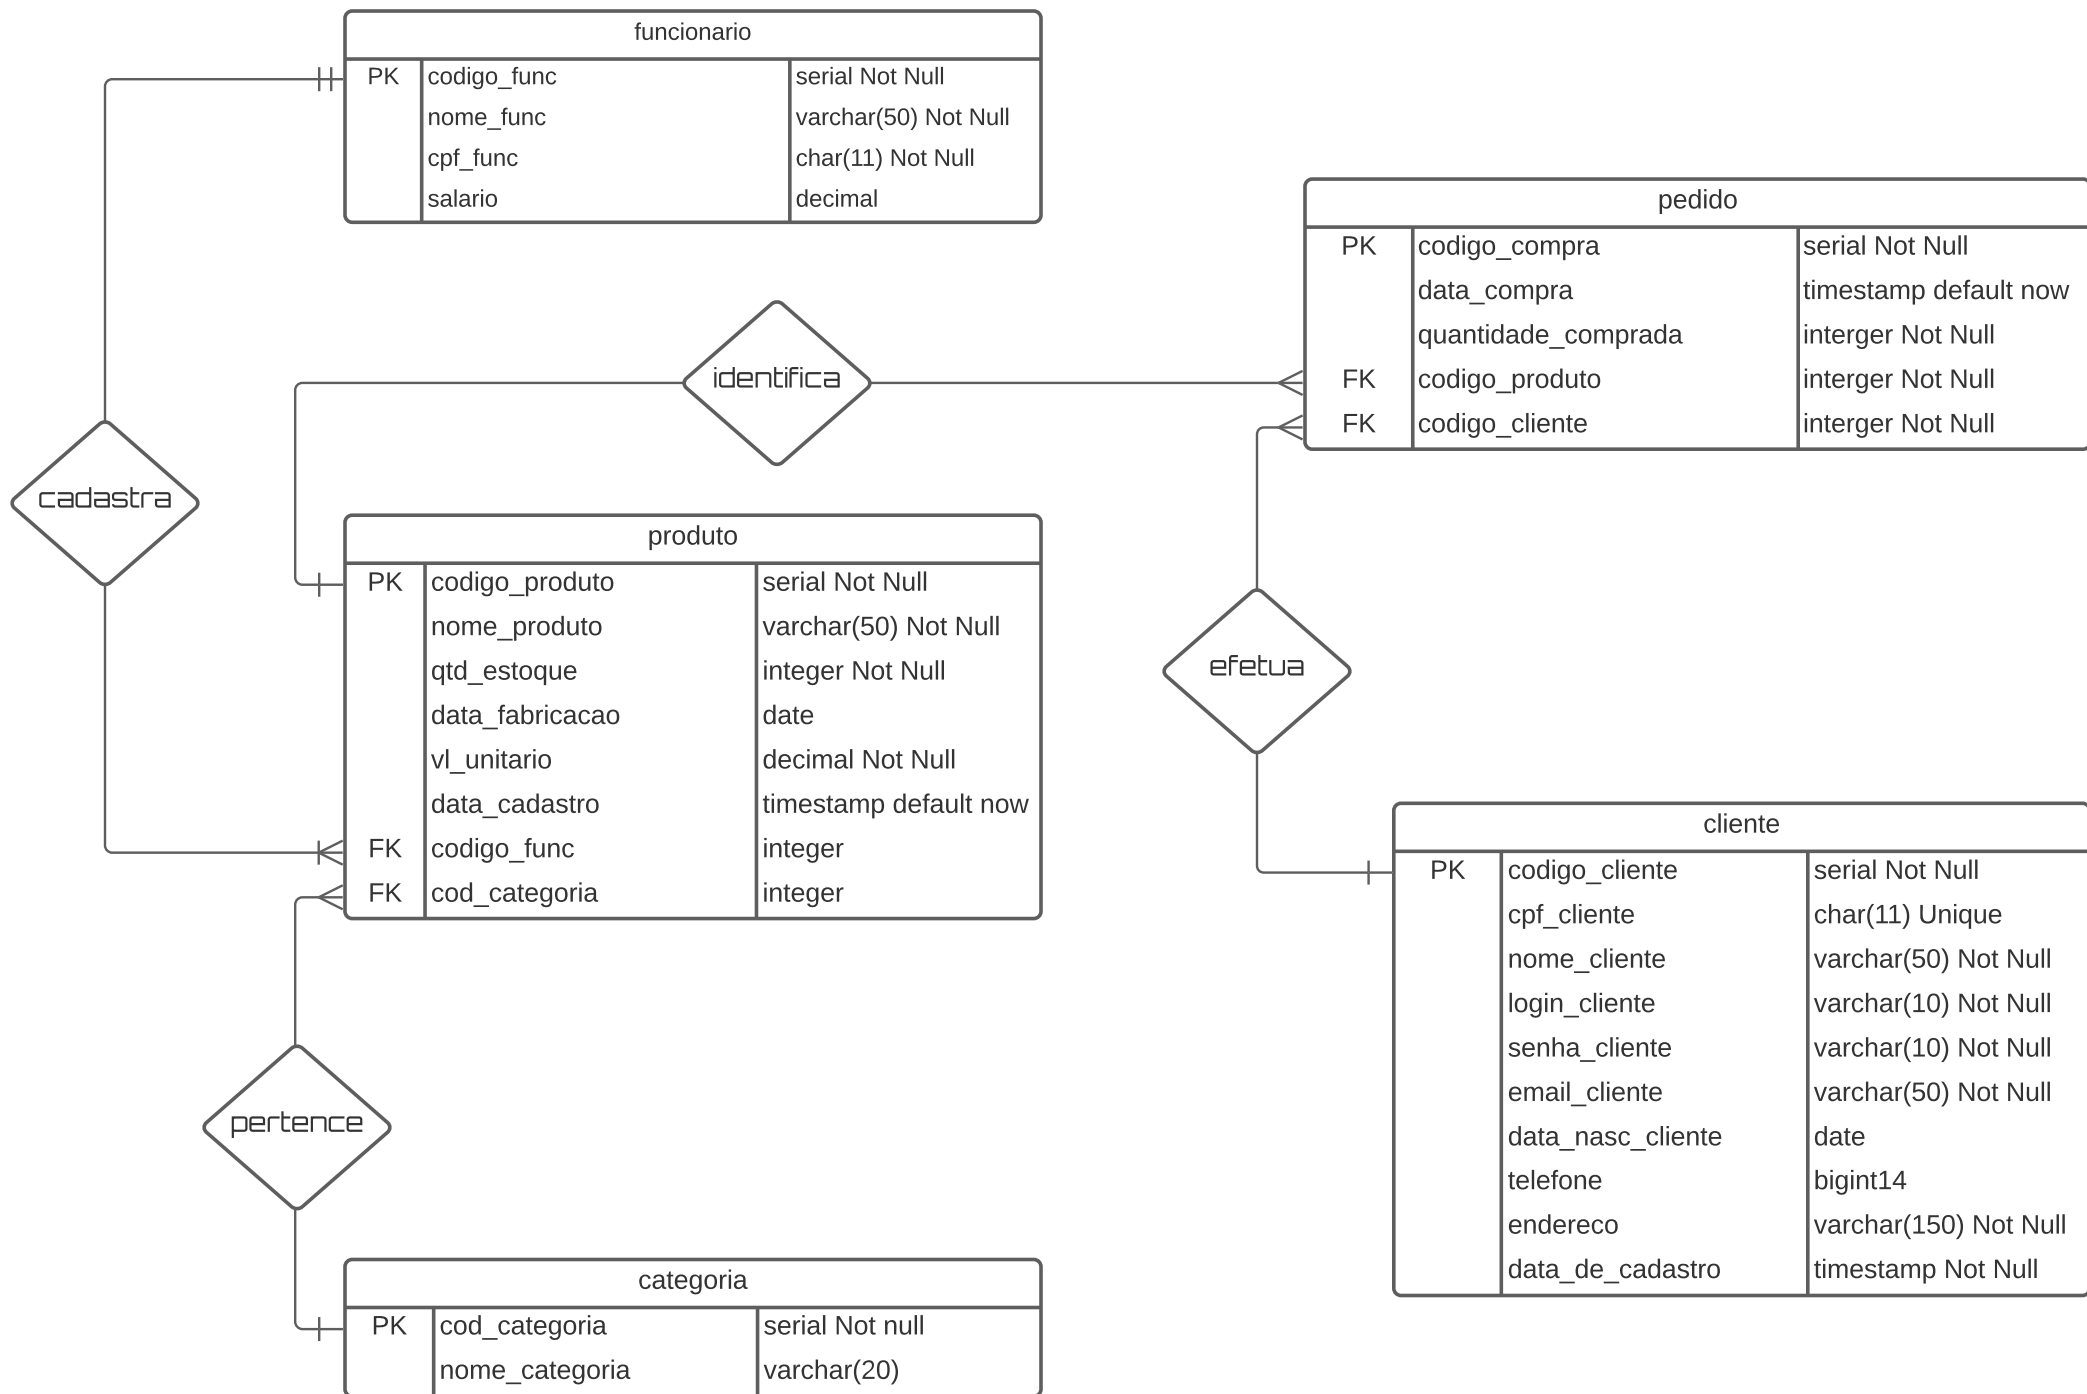 funcionario
PK codigo_func serial Not Null
nome_func varchar(50) Not Null
cpf_func char(11) Not Null
salario decimal
pedido
PK codigo_compra serial Not Null
data_compra timestamp default now
quantidade_comprada interger Not Null
FK codigo_produto interger Not Null
FK codigo_cliente interger Not Null
identifica
cadastra
produto
PK codigo_produto serial Not Null
nome_produto varchar(50) Not Null
qtd_estoque integer Not Null
data_fabricacao date
vl_unitario decimal Not Null
data_cadastro timestamp default now
FK codigo_func integer
FK cod_categoria integer
efetua
cliente
PK codigo_cliente serial Not Null
cpf_cliente char(11) Unique
nome_cliente varchar(50) Not Null
login_cliente varchar(10) Not Null
senha_cliente varchar(10) Not Null
email_cliente varchar(50) Not Null
data_nasc_cliente date
telefone bigint14
endereco varchar(150) Not Null
data_de_cadastro timestamp Not Null
pertence
categoria
PK cod_categoria serial Not null
nome_categoria varchar(20)